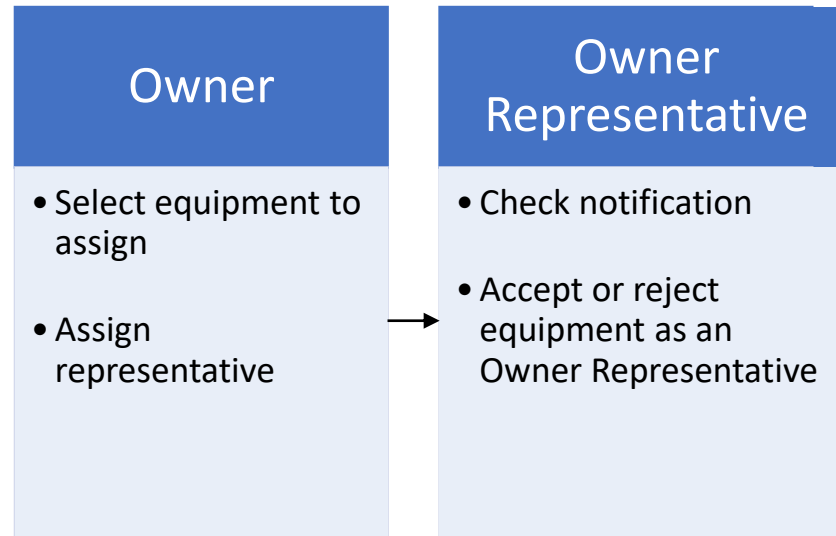 Owner
• Select equipment to
assign
• Assign
representative
Owner
Representative
• Check notification
• Accept or reject
equipment as an
Owner Representative